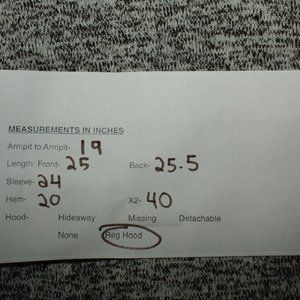 MEASUREMENTS IN INCHES
Armpit to Armpit- 19
Length: Front- 25 Back- 25.5
Sleeve- 24
Hem- 20 X2- 40
Hood- Hideaway Missing Detachable
None Reg Hood